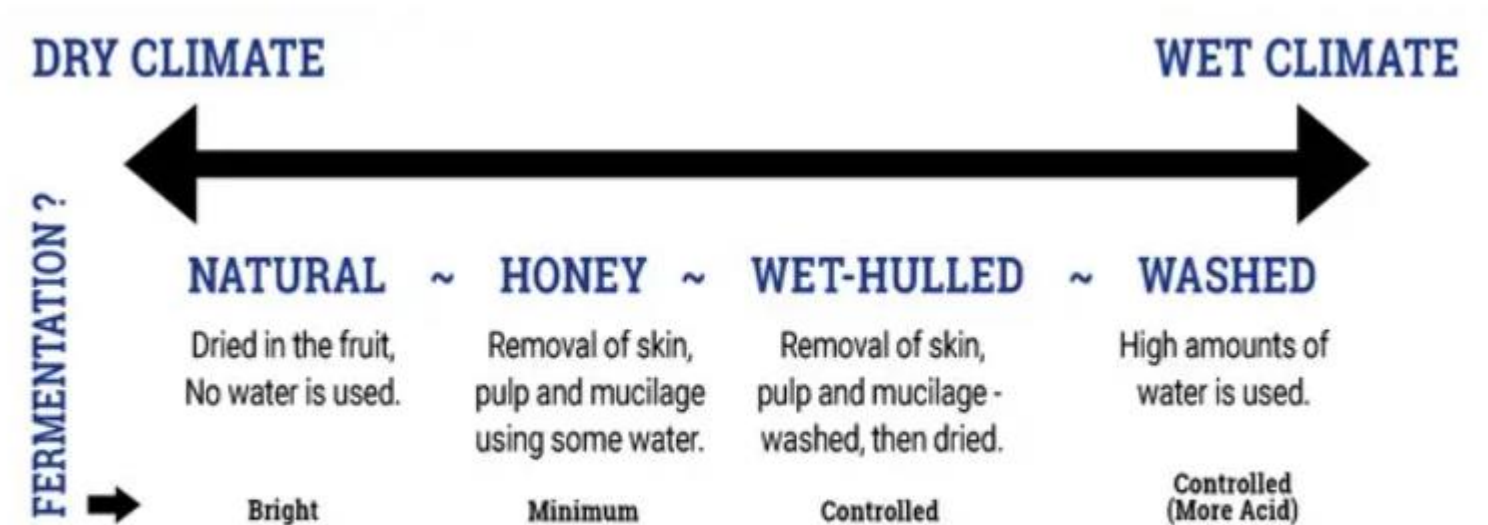 DRY CLIMATE
WET CLIMATE
FERMENTATION ?
NATURAL ~ HONEY ~ WET-HULLED ~ WASHED
Dried in the fruit,
No water is used.
Removal of skin,
pulp and mucilage
using some water.
Removal of skin,
pulp and mucilage -
washed, then dried.
High amounts of
water is used.
Bright
Minimum
Controlled
Controlled
(More Acid)